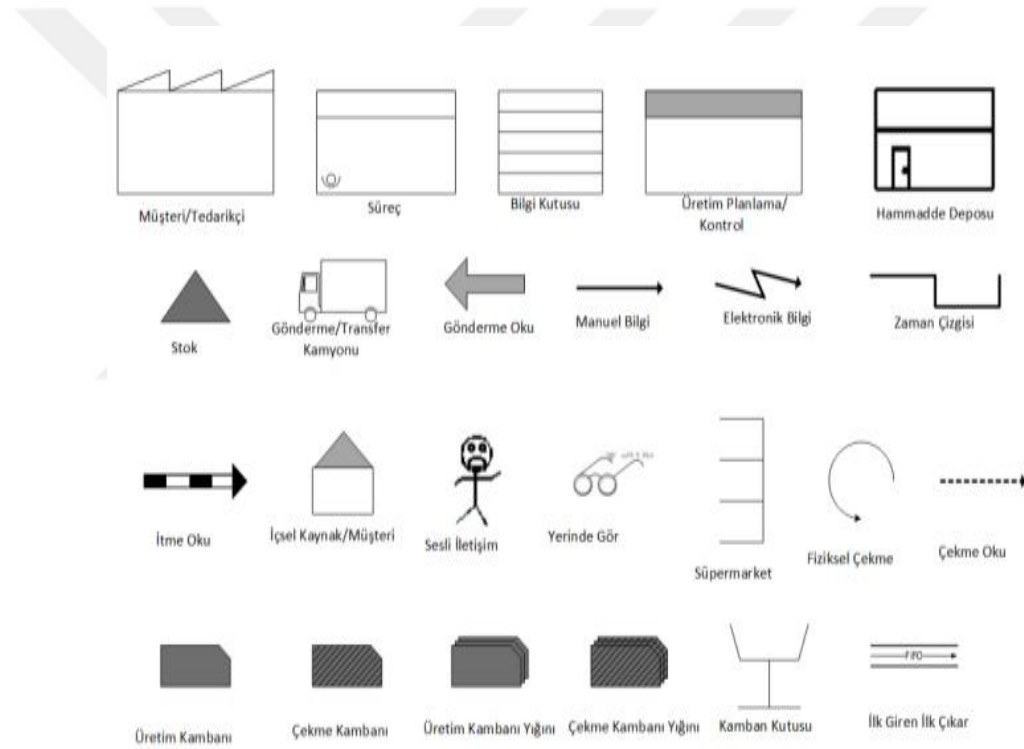 Müşteri/Tedarikçi
Süreç
Bilgi Kutusu
Üretim Planlama/
Kontrol
Hammadde Deposu
Stok
Gönderme/Transfer
Kamyonu
Gönderme Oku
Manuel Bilgi
Elektronik Bilgi
Zaman Çizgisi
İtme Oku
İçsel Kaynak/Müşteri
Sesli İletişim
Yerinde Gör
Süpermarket
Fiziksel Çekme
Çekme Oku
Üretim Kambanı
Çekme Kambanı
Üretim Kambanı Yığını
Çekme Kambanı Yığını
Kamban Kutusu
FIFO
İlk Giren İlk Çıkar